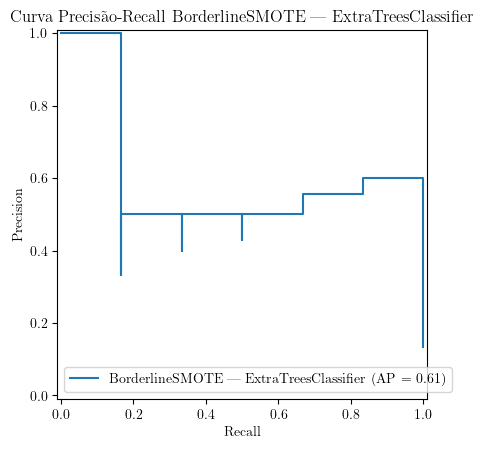 Curva Precisão-Recall BorderlineSMOTE — ExtraTreesClassifier
1.0
0.8
0.6
0.4
0.2
0.0
Precision
BorderlineSMOTE — ExtraTreesClassifier (AP = 0.61)
0.0 0.2 0.4 0.6 0.8 1.0
Recall